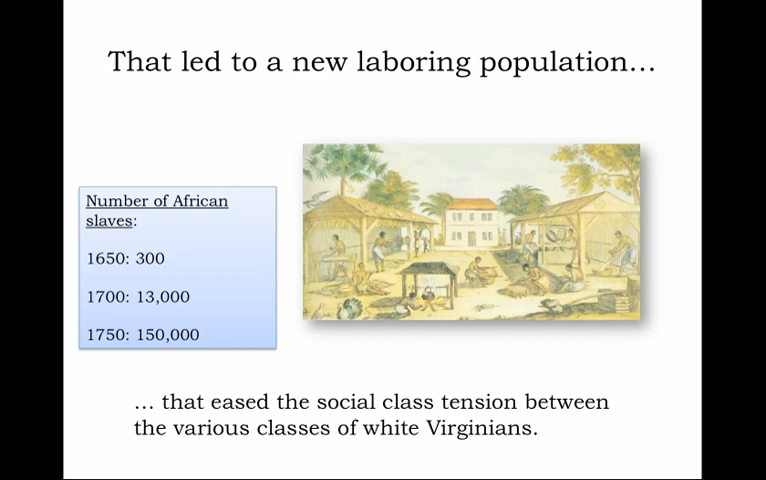 That led to a new laboring population…
Number of African
slaves:
1650: 300
1700: 13,000
1750: 150,000
… that eased the social class tension between
the various classes of white Virginians.